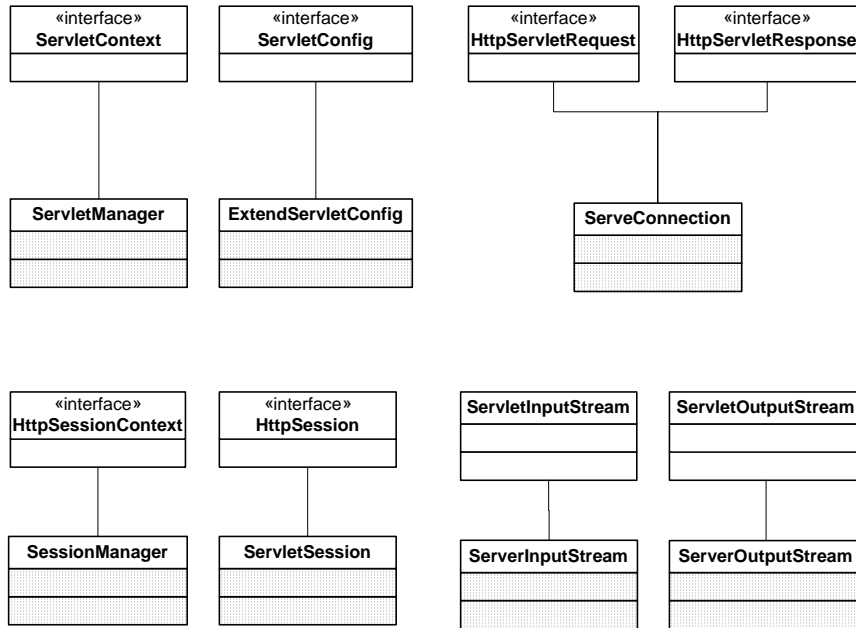 «interface»
ServletContext
«interface»
ServletConfig
«interface»
HttpServletRequest
«interface»
HttpServletResponse
ServletManager
ExtendServletConfig
ServeConnection
«interface»
HttpSessionContext
«interface»
HttpSession
ServletInputStream
ServletOutputStream
SessionManager
ServletSession
ServerInputStream
ServerOutputStream